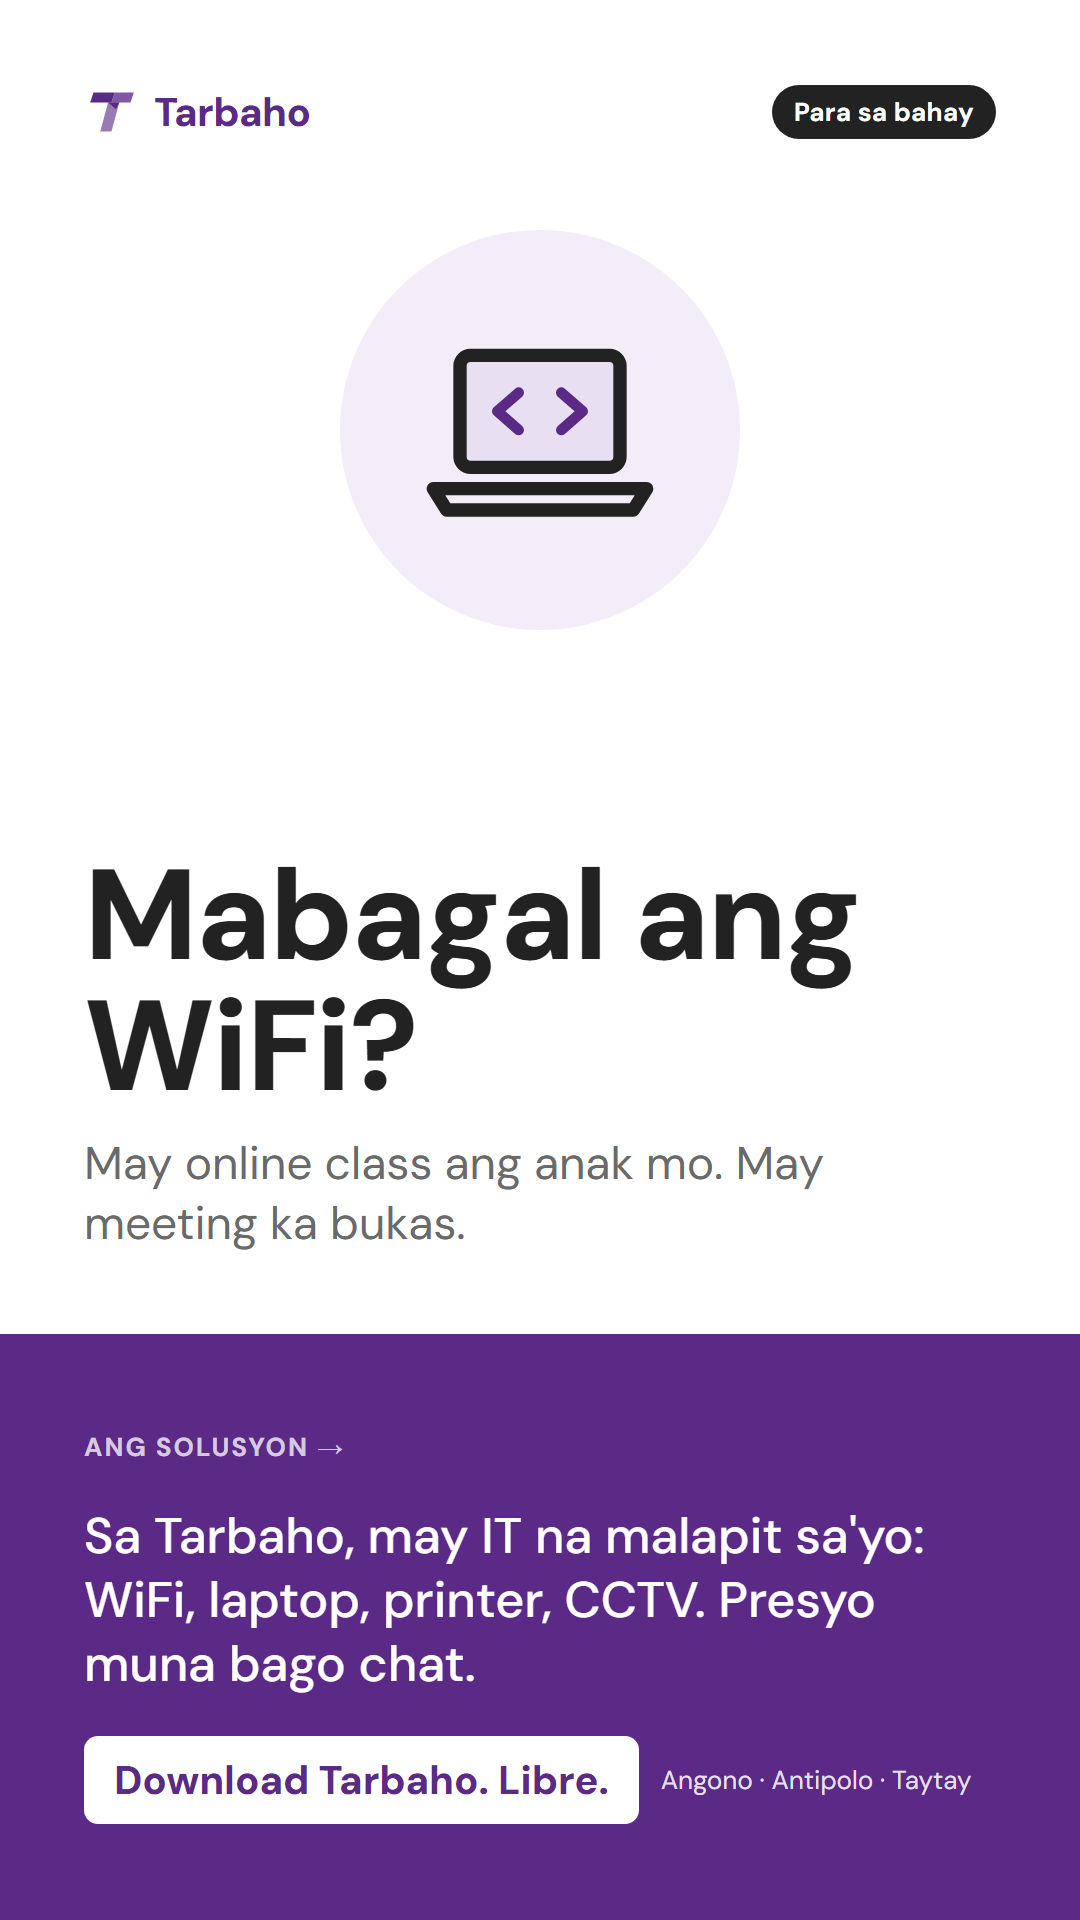 Tarbaho
Para sa bahay
Mabagal ang
WiFi?
May online class ang anak mo. May
meeting ka bukas.
ANG SOLUSYON →
Sa Tarbaho, may IT na malapit sa'yo:
WiFi, laptop, printer, CCTV. Presyo
muna bago chat.
Download Tarbaho. Libre.
Angono · Antipolo · Taytay